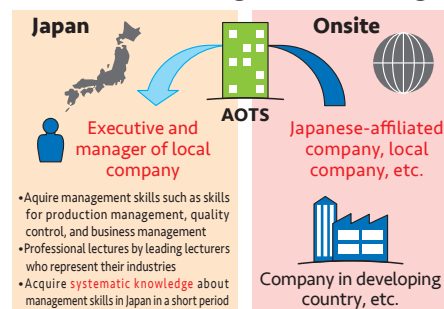 Japan
Onsite
AOTS
Executive and
manager of local
company
•Aquire management skills such as skills
for production management, quality
control, and business management
•Professional lectures by leading lecturers
who represent their industries
•Acquire systematic knowledge about
management skills in Japan in a short period
Japanese-affiliated
company, local
company, etc.
Company in developing
country, etc.